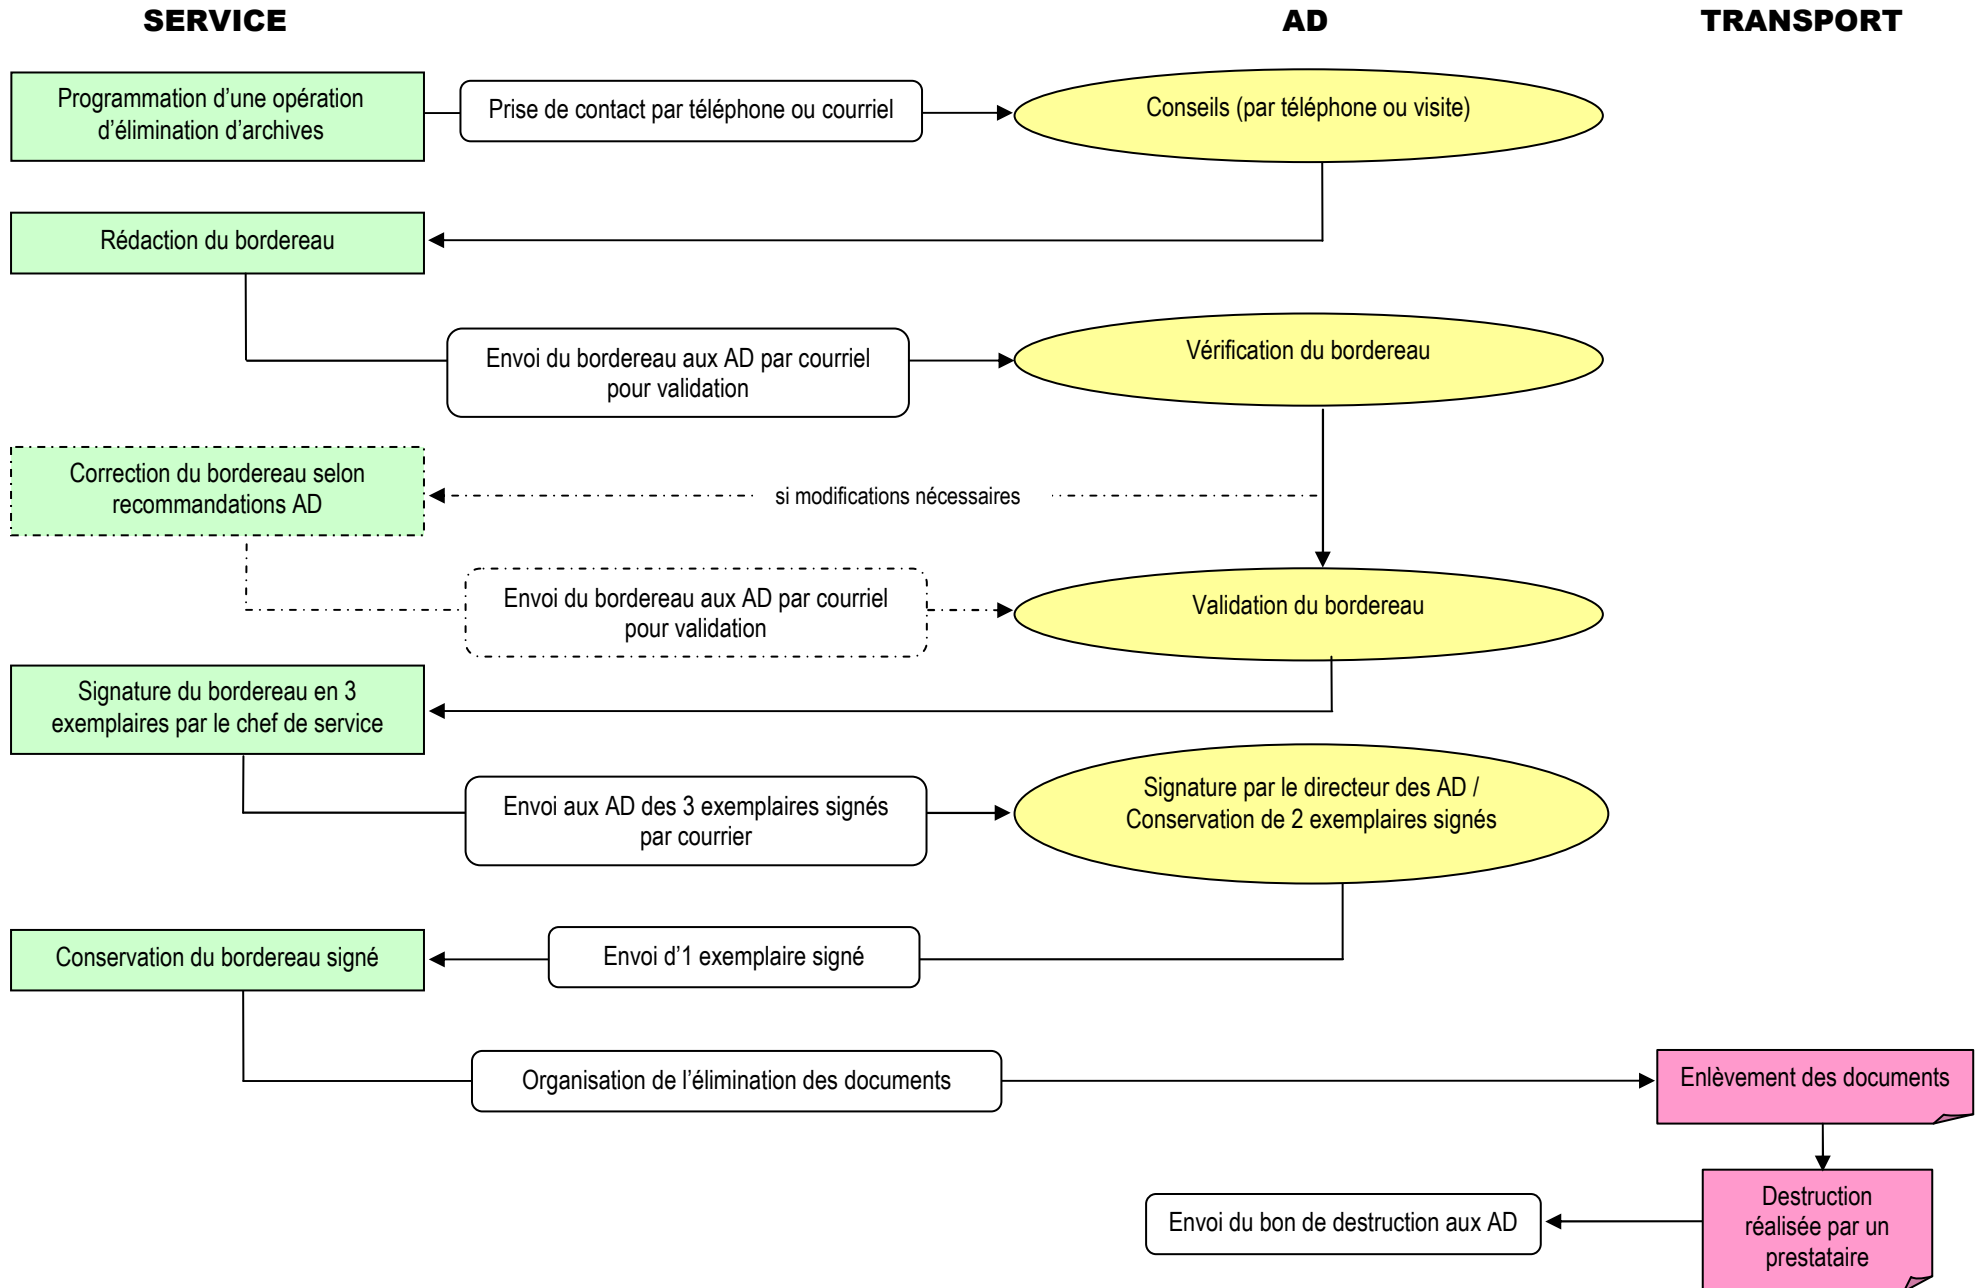 SERVICE
AD
TRANSPORT
Programmation d’une opération
d’élimination d’archives
Prise de contact par téléphone ou courriel
Conseils (par téléphone ou visite)
Rédaction du bordereau
Envoi du bordereau aux AD par courriel
pour validation
Vérification du bordereau
Correction du bordereau selon
recommandations AD
si modifications nécessaires
Envoi du bordereau aux AD par courriel
pour validation
Validation du bordereau
Signature du bordereau en 3
exemplaires par le chef de service
Envoi aux AD des 3 exemplaires signés
par courrier
Signature par le directeur des AD /
Conservation de 2 exemplaires signés
Conservation du bordereau signé
Envoi d’1 exemplaire signé
Organisation de l’élimination des documents
Enlèvement des documents
Destruction
réalisée par un
prestataire
Envoi du bon de destruction aux AD